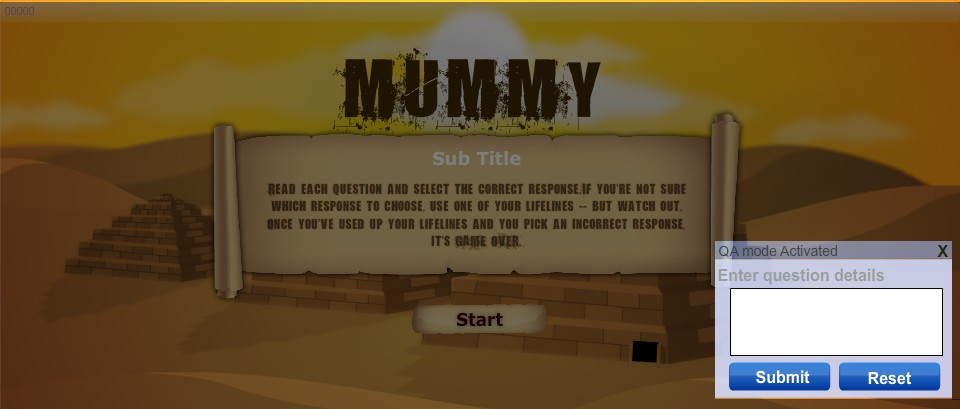 00000
MUMMY
Sub Title
READ EACH QUESTION AND SELECT THE CORRECT RESPONSE.IF YOU'RE NOT SURE
WHICH RESPONSE TO CHOOSE, USE ONE OF YOUR LIFELINES -- BUT WATCH OUT.
ONCE YOU'VE USED UP YOUR LIFELINES AND YOU PICK AN INCORRECT RESPONSE,
IT'S GAME OVER.
Start
QA mode Activated X
Enter question details
Submit Reset